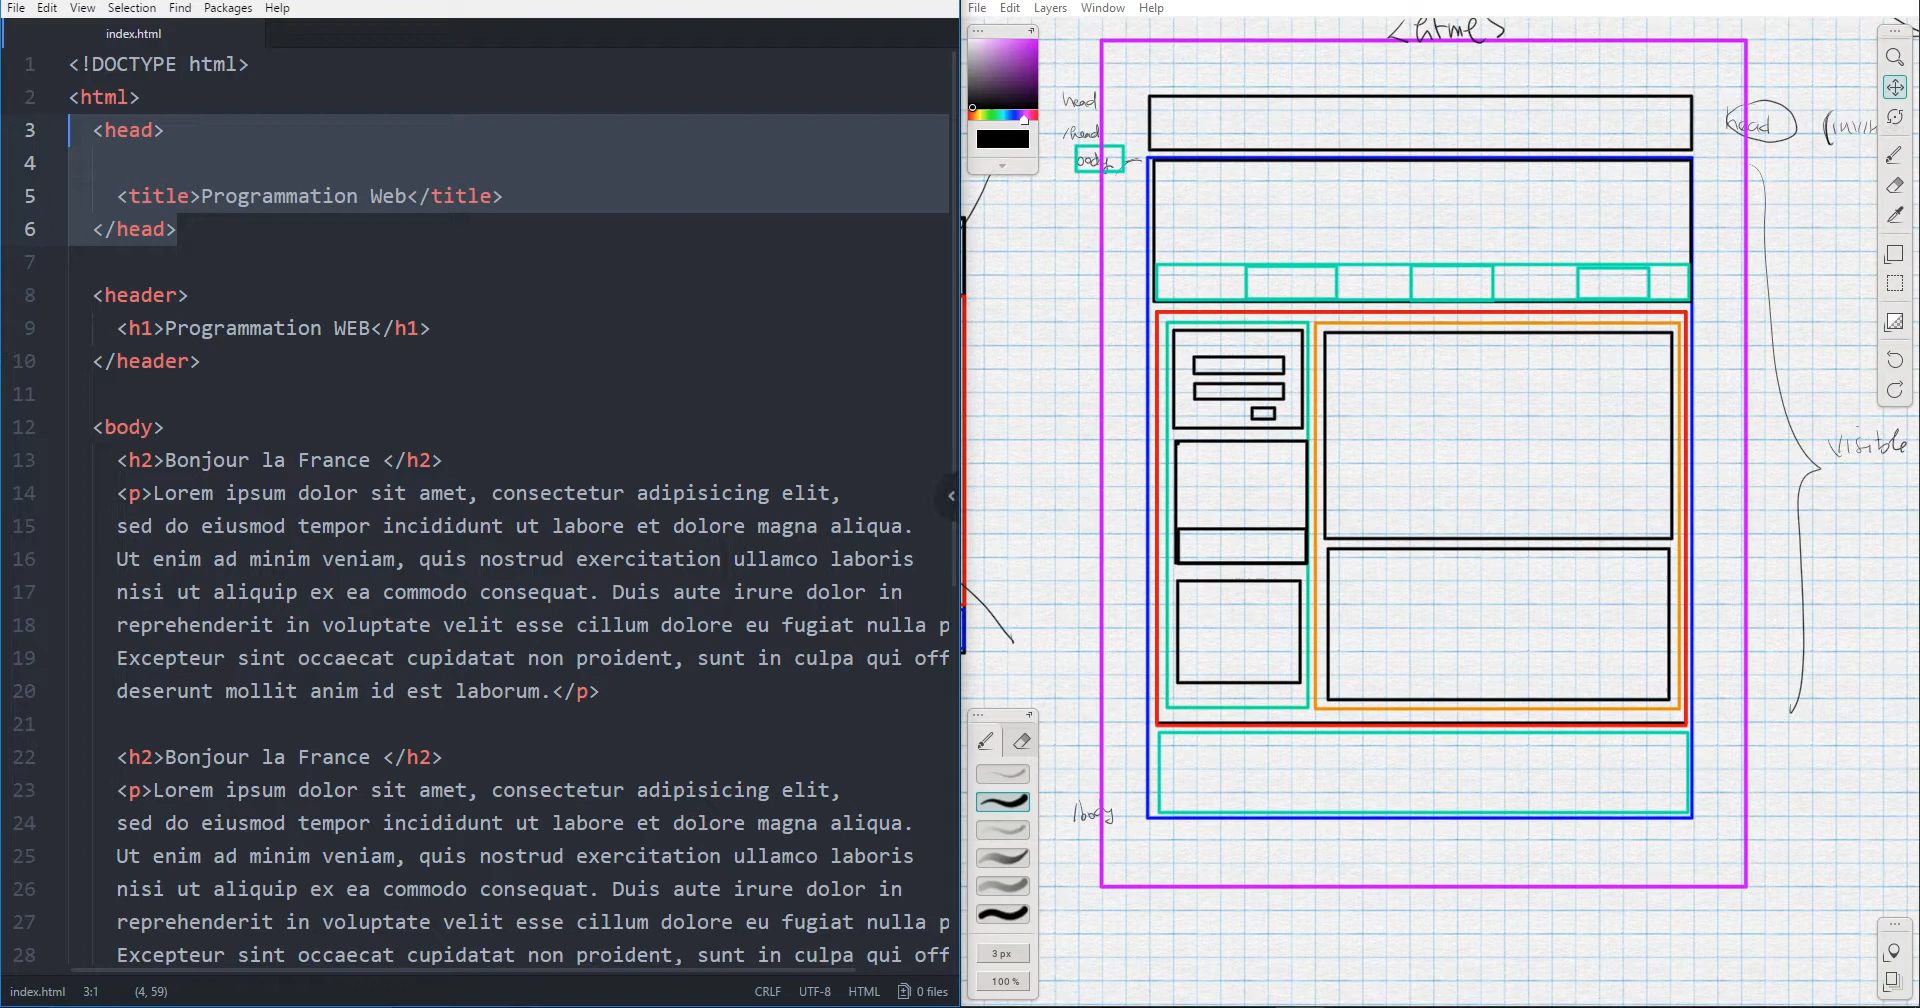 File Edit View Selection Find Packages Help
index.html
1 <!DOCTYPE html>
2 <html>
3 <head>
4
5 <title>Programmation Web</title>
6 </head>
7
8 <header>
9 <h1>Programmation WEB</h1>
10 </header>
11
12 <body>
13 <h2>Bonjour la France </h2>
14 <p>Lorem ipsum dolor sit amet, consectetur adipisicing elit,
15 sed do eiusmod tempor incididunt ut labore et dolore magna aliqua.
16 Ut enim ad minim veniam, quis nostrud exercitation ullamco laboris
17 nisi ut aliquip ex ea commodo consequat. Duis aute irure dolor in
18 reprehenderit in voluptate velit esse cillum dolore eu fugiat nulla p
19 Excepteur sint occaecat cupidatat non proident, sunt in culpa qui off
20 deserunt mollit anim id est laborum.</p>
21
22 <h2>Bonjour la France </h2>
23 <p>Lorem ipsum dolor sit amet, consectetur adipisicing elit,
24 sed do eiusmod tempor incididunt ut labore et dolore magna aliqua.
25 Ut enim ad minim veniam, quis nostrud exercitation ullamco laboris
26 nisi ut aliquip ex ea commodo consequat. Duis aute irure dolor in
27 reprehenderit in voluptate velit esse cillum dolore eu fugiat nulla p
28 Excepteur sint occaecat cupidatat non proident, sunt in culpa qui off
index.html 3:1 (4, 59) CRLF UTF-8 HTML 0 files
File Edit Layers Window Help
<html>
head
/head
body
head
visible
/body
3 px
100 %